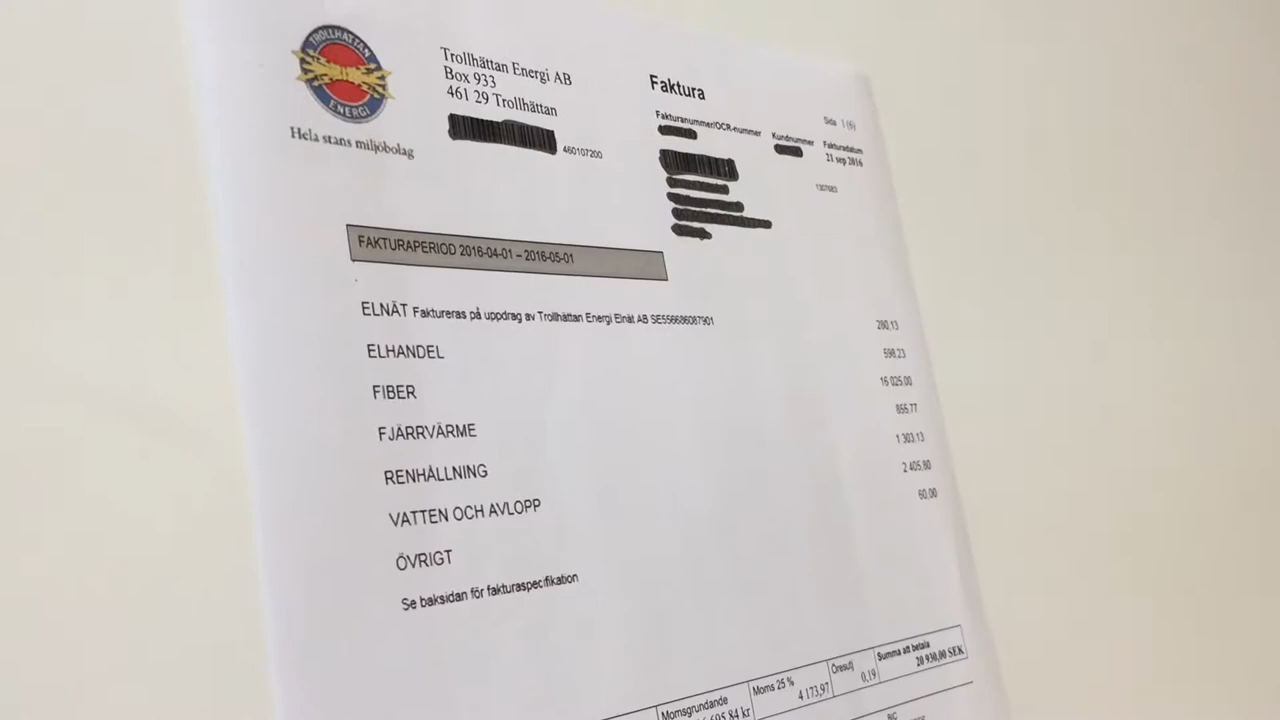 TROLLHÄTTAN
ENERGI
Hela stans miljöbolag
Trollhättan Energi AB
Box 933
461 29 Trollhättan
460107200
Faktura
Sida 1 (6)
Fakturanummer/OCR-nummer Kundnummer Fakturadatum
21 sep 2016
1307683
FAKTURAPERIOD 2016-04-01 – 2016-05-01
ELNÄT Faktureras på uppdrag av Trollhättan Energi Elnät AB SE556686087901 280,13
ELHANDEL 598,23
FIBER 16 025,00
FJÄRRVÄRME 855,77
RENHÅLLNING 1 303,13
VATTEN OCH AVLOPP 2 405,80
ÖVRIGT 60,00
Se baksidan för fakturaspecifikation
Momsgrundande Moms 25 % Öresutj Summa att betala
695,84 kr 4 173,97 0,19 20 930,00 SEK